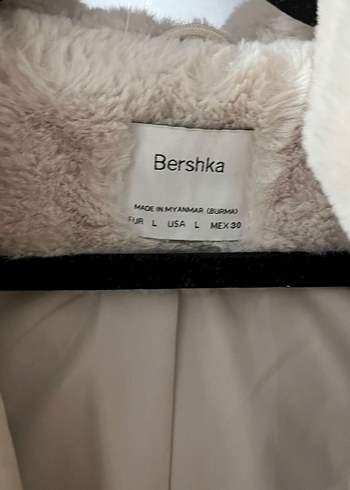 Bershka
MADE IN MYANMAR (BURMA)
EUR L USA L MEX 30